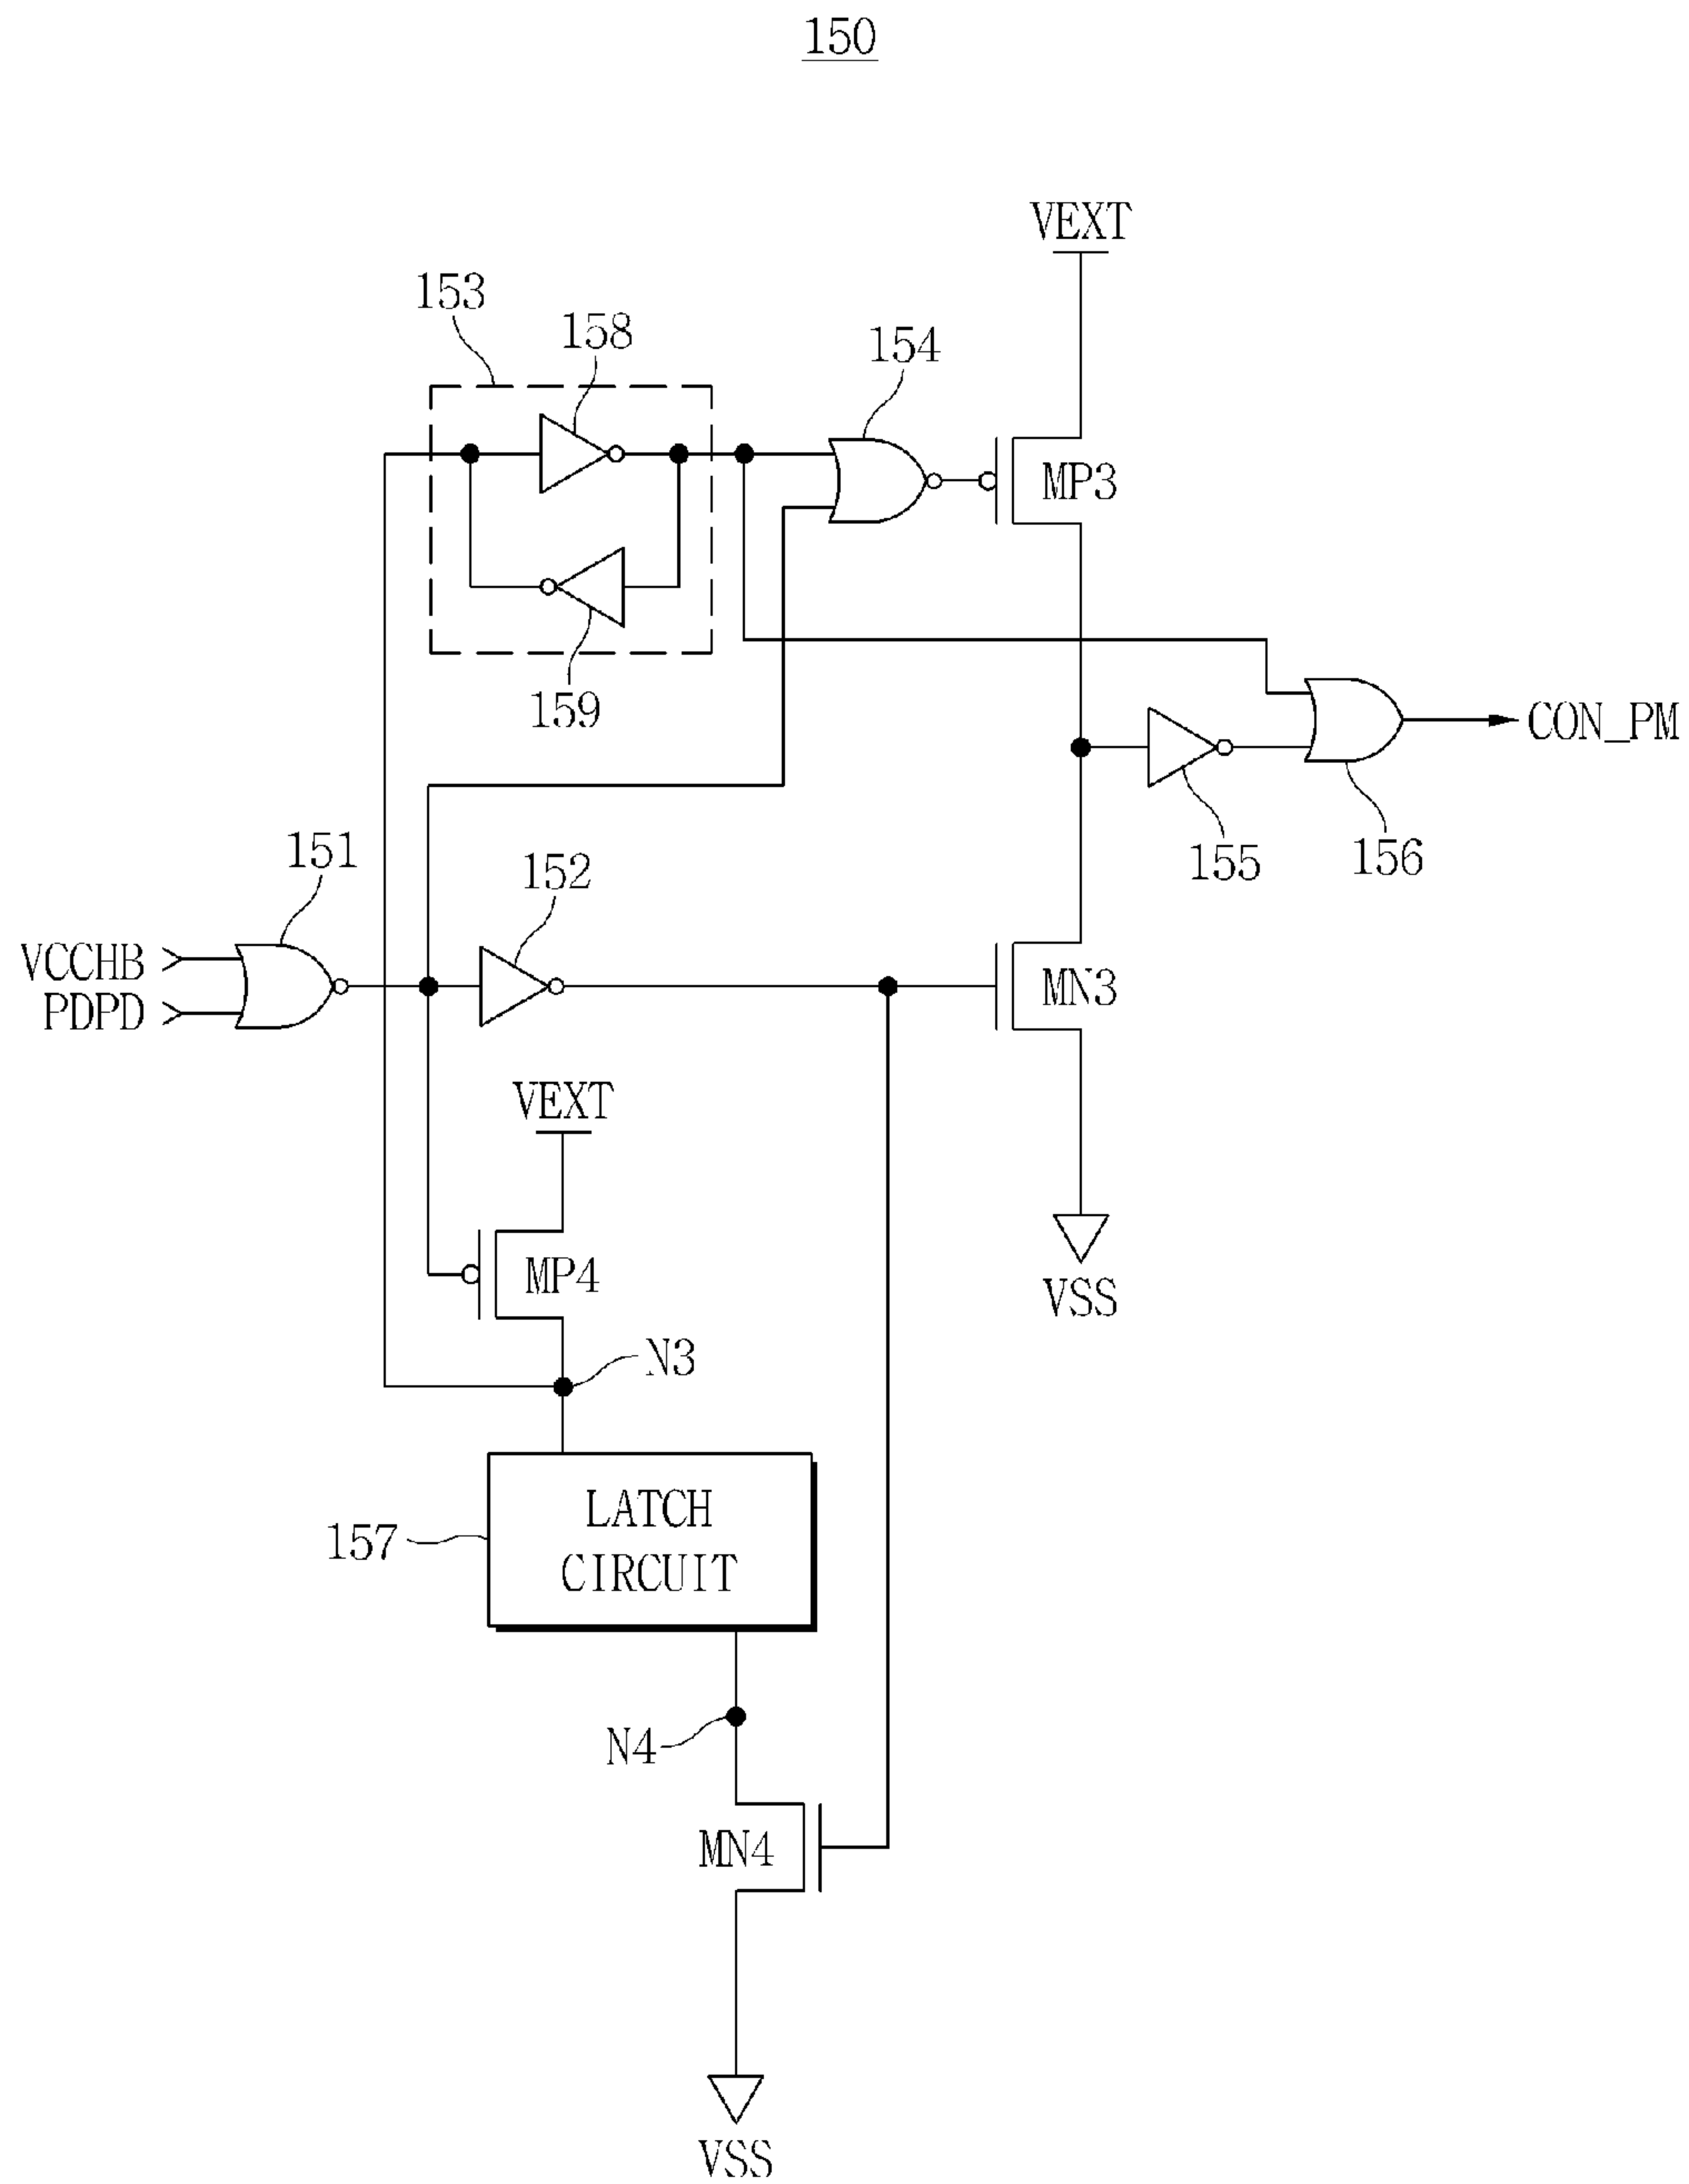 150
VEXT
153
158
154
MP3
159
CON_PM
155
156
151
152
VCCHB
PDPD
MN3
VEXT
MP4
VSS
N3
LATCH
CIRCUIT
157
N4
MN4
VSS